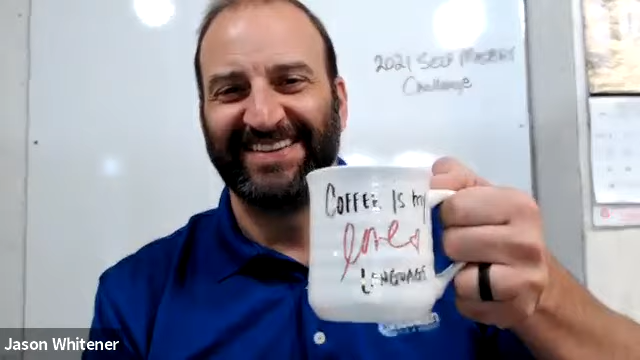 2021 Self Mastery
Challenge
COFFEE Is my
love
LANGUAGE
Jason Whitener